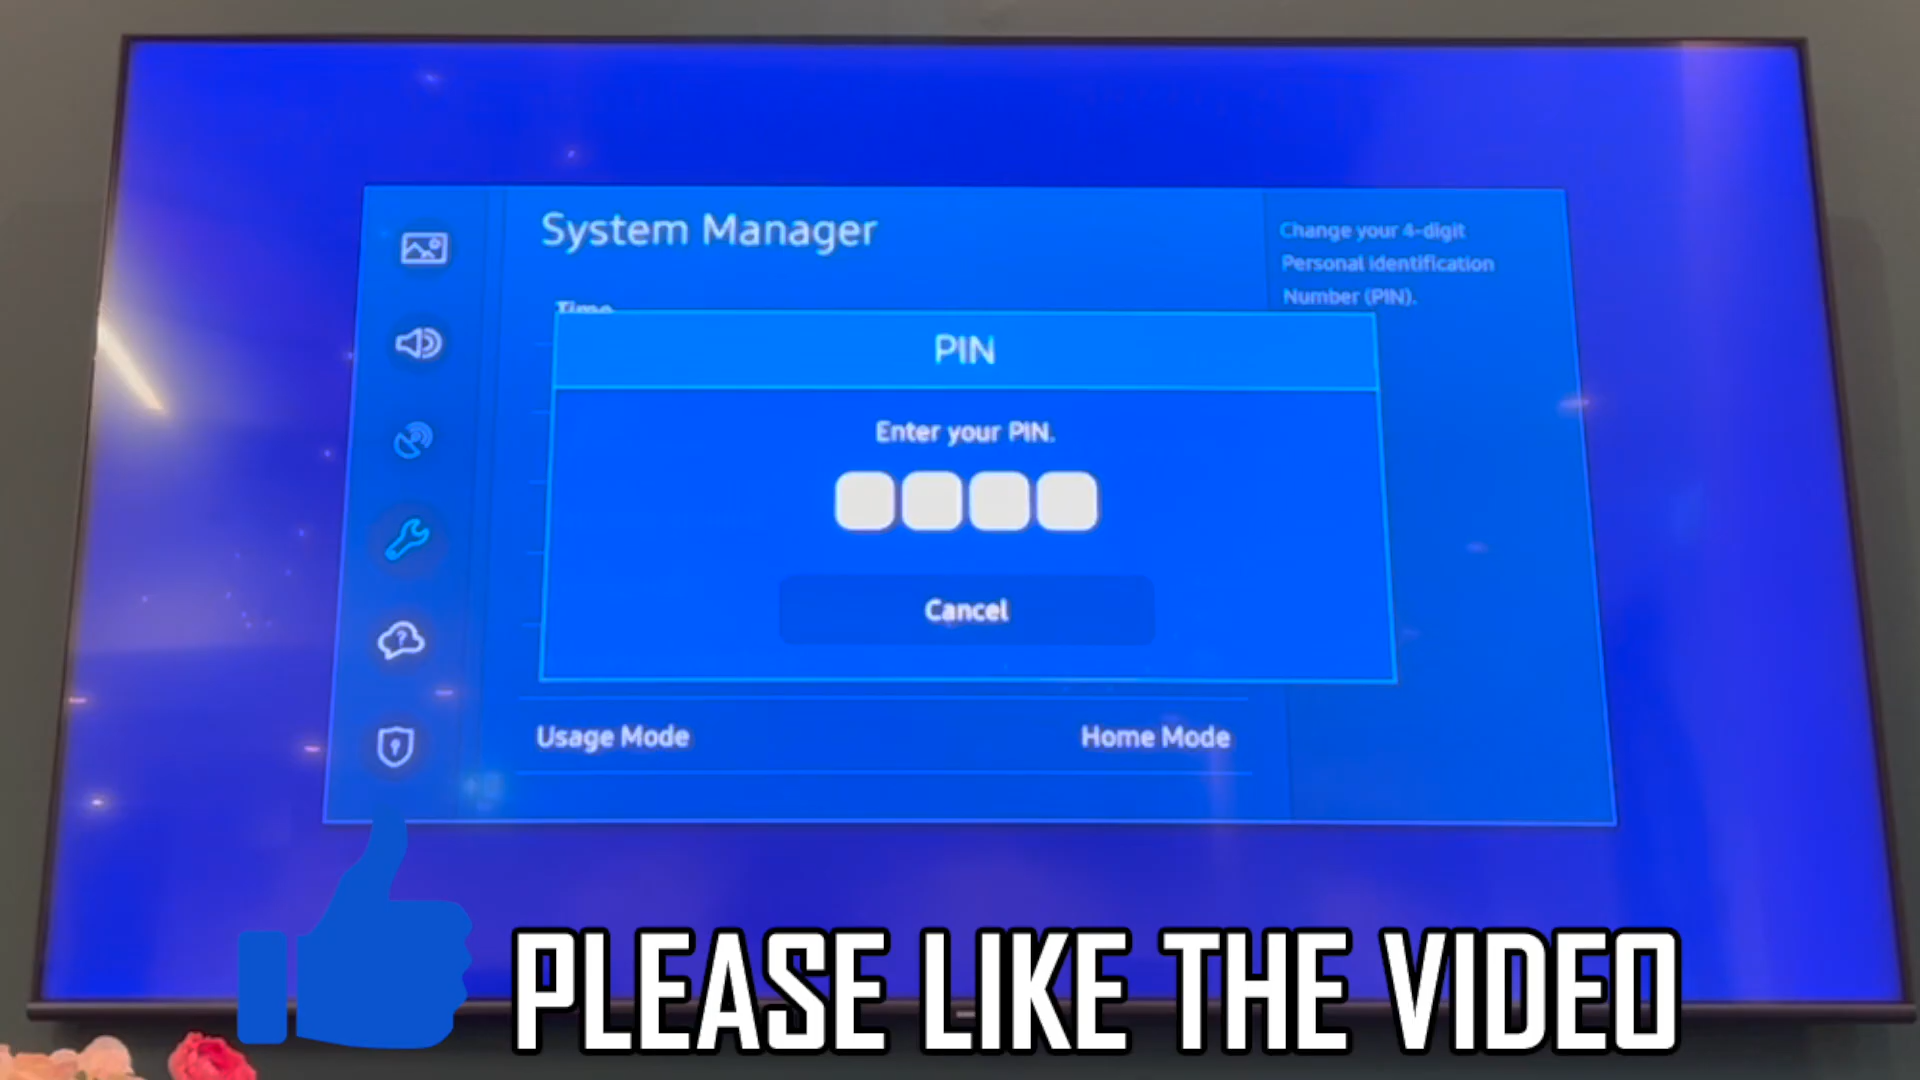 System Manager
Change your 4-digit
Personal identification
Number (PIN).
Time
PIN
Enter your PIN.
Cancel
Usage Mode
Home Mode
PLEASE LIKE THE VIDEO